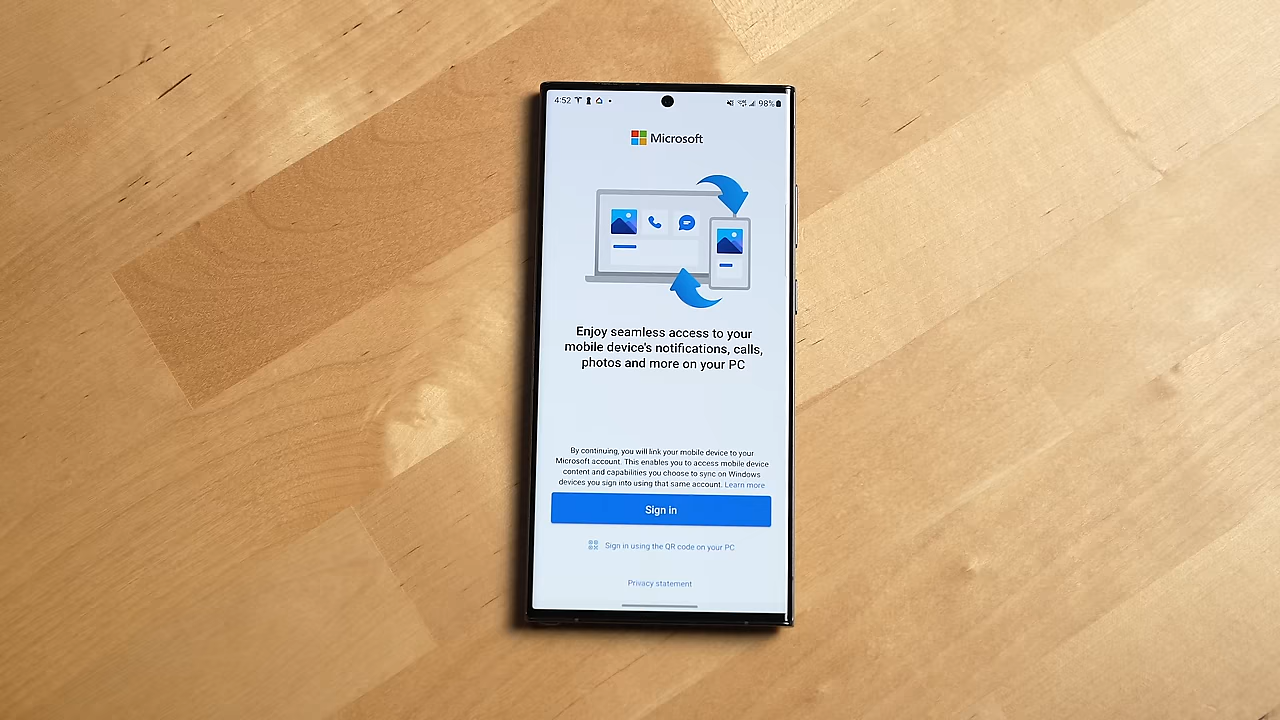 4:52 98%
Microsoft
Enjoy seamless access to your
mobile device's notifications, calls,
photos and more on your PC
By continuing, you will link your mobile device to your
Microsoft account. This enables you to access mobile device
content and capabilities you choose to sync on Windows
devices you sign into using that same account. Learn more
Sign in
Sign in using the QR code on your PC
Privacy statement